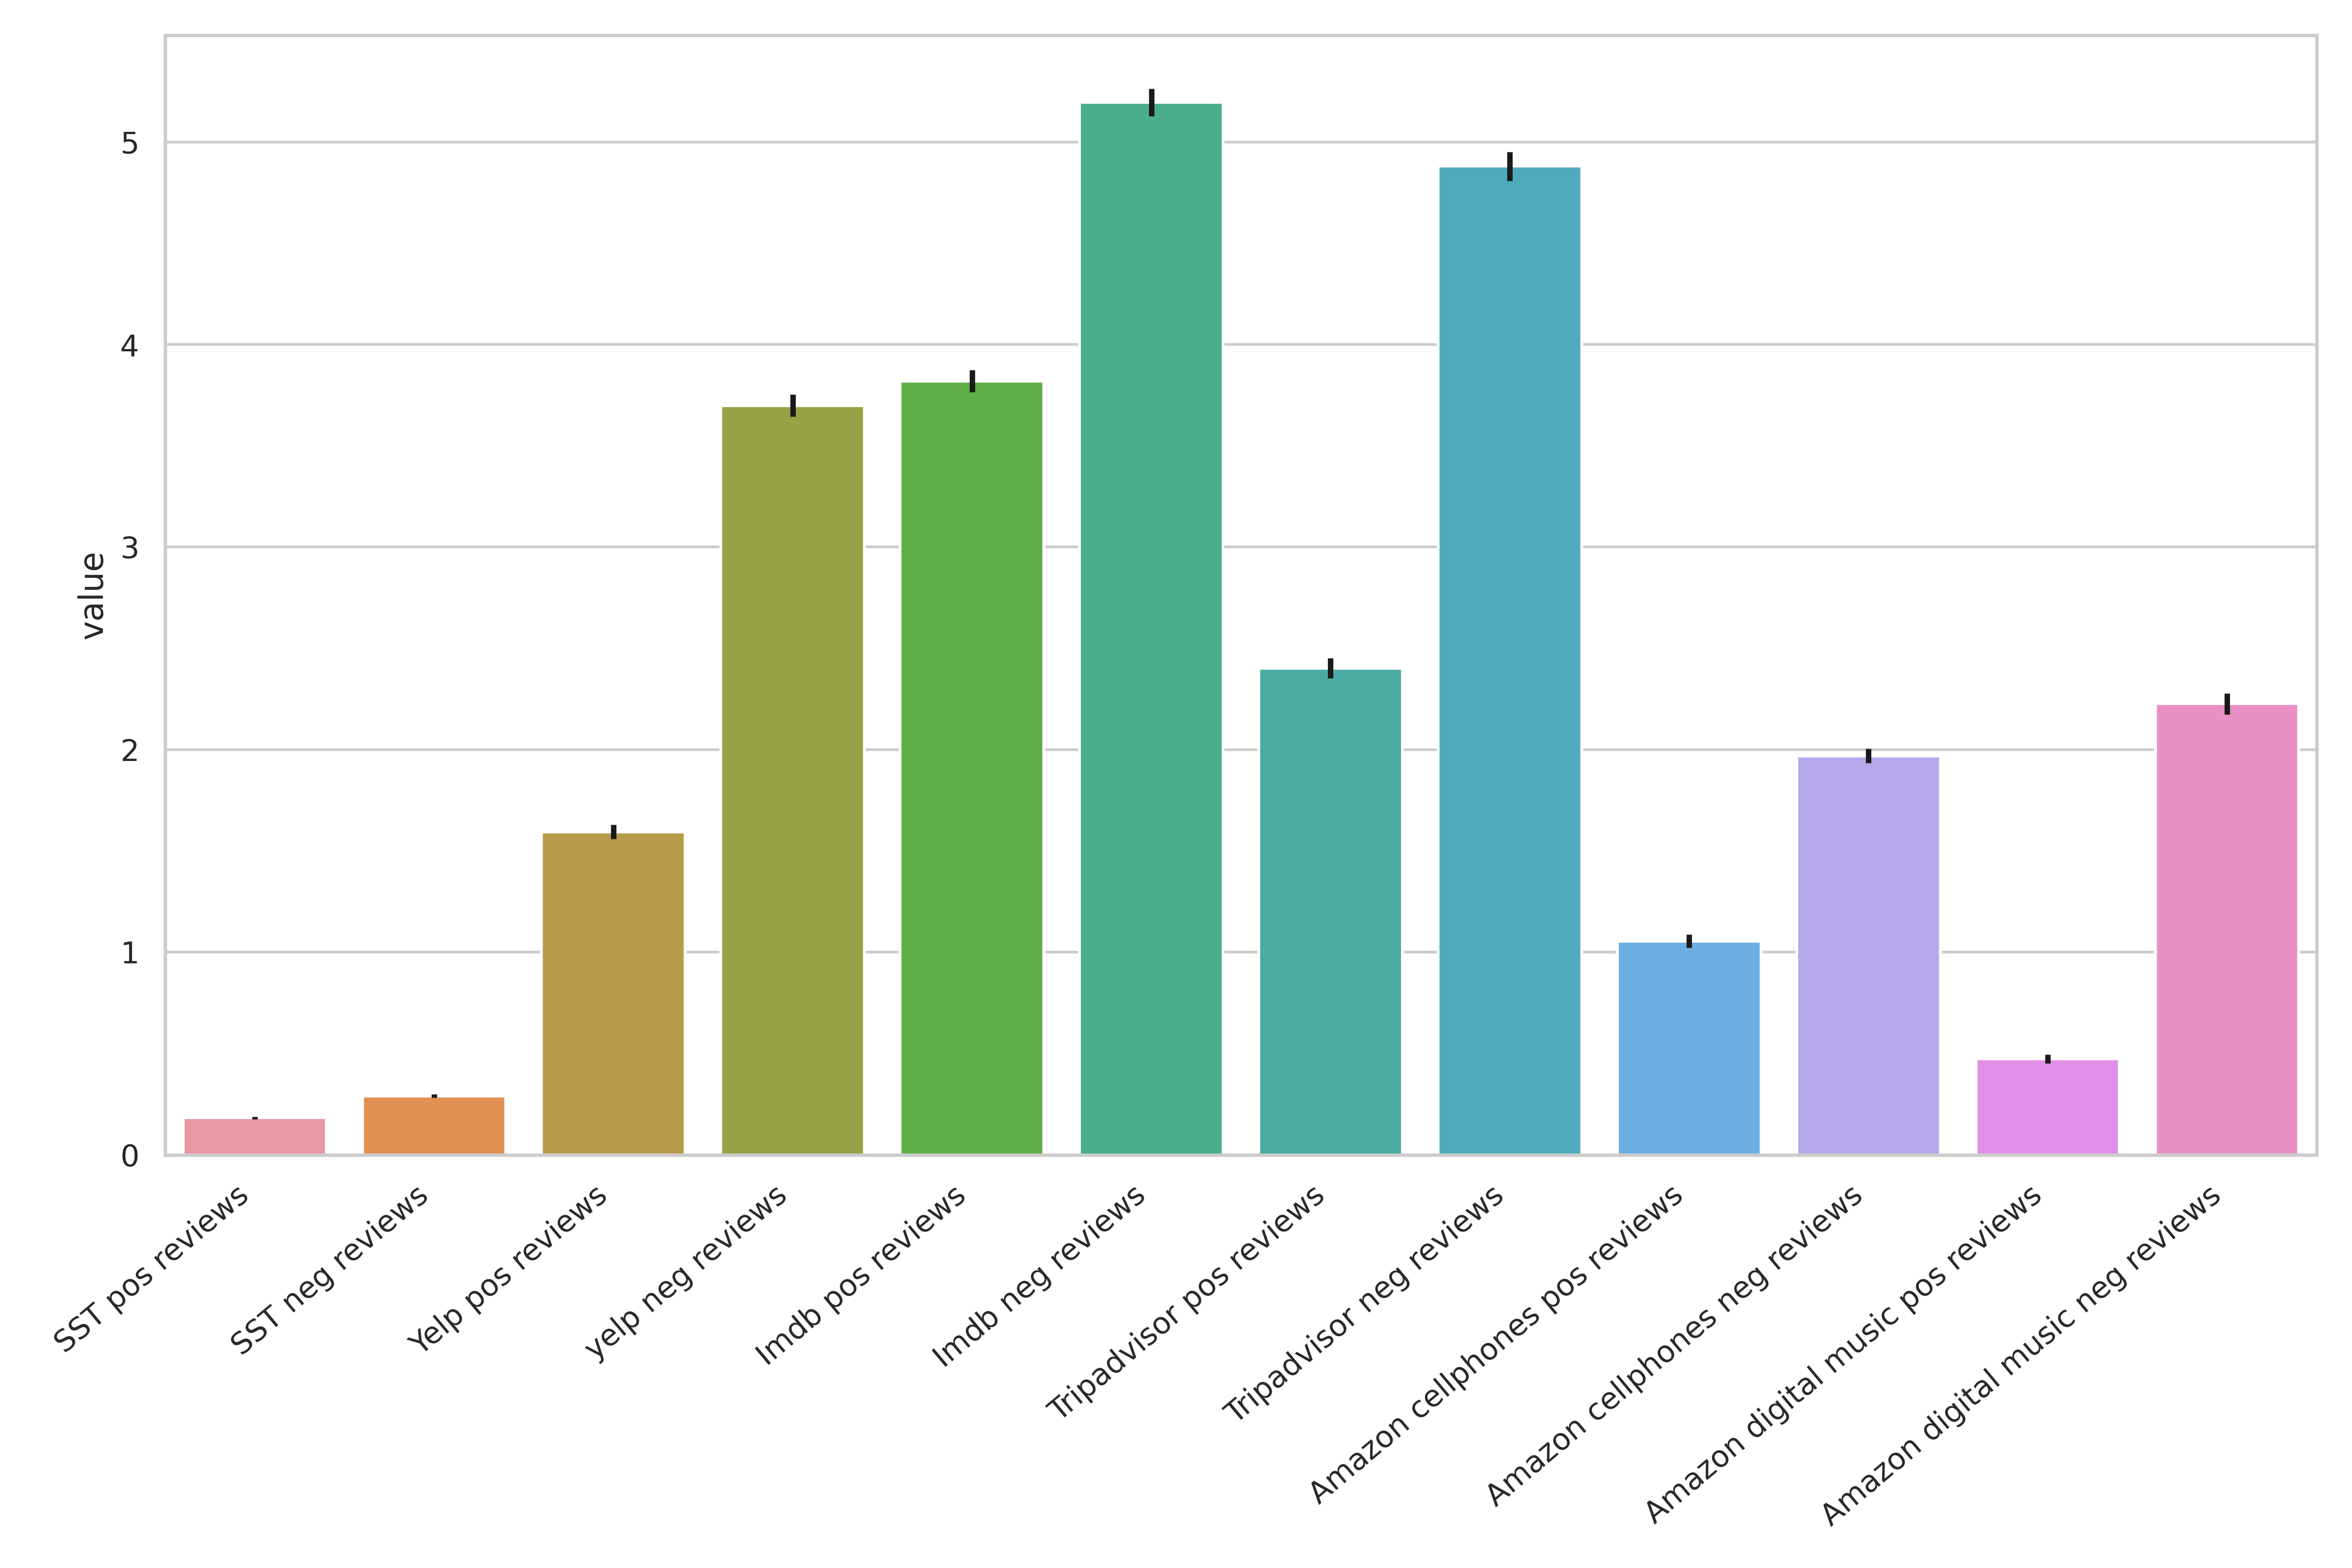 value
5
4
3
2
1
0
SST pos reviews
SST neg reviews
Yelp pos reviews
yelp neg reviews
Imdb pos reviews
Imdb neg reviews
Tripadvisor pos reviews
Tripadvisor neg reviews
Amazon cellphones pos reviews
Amazon cellphones neg reviews
Amazon digital music pos reviews
Amazon digital music neg reviews